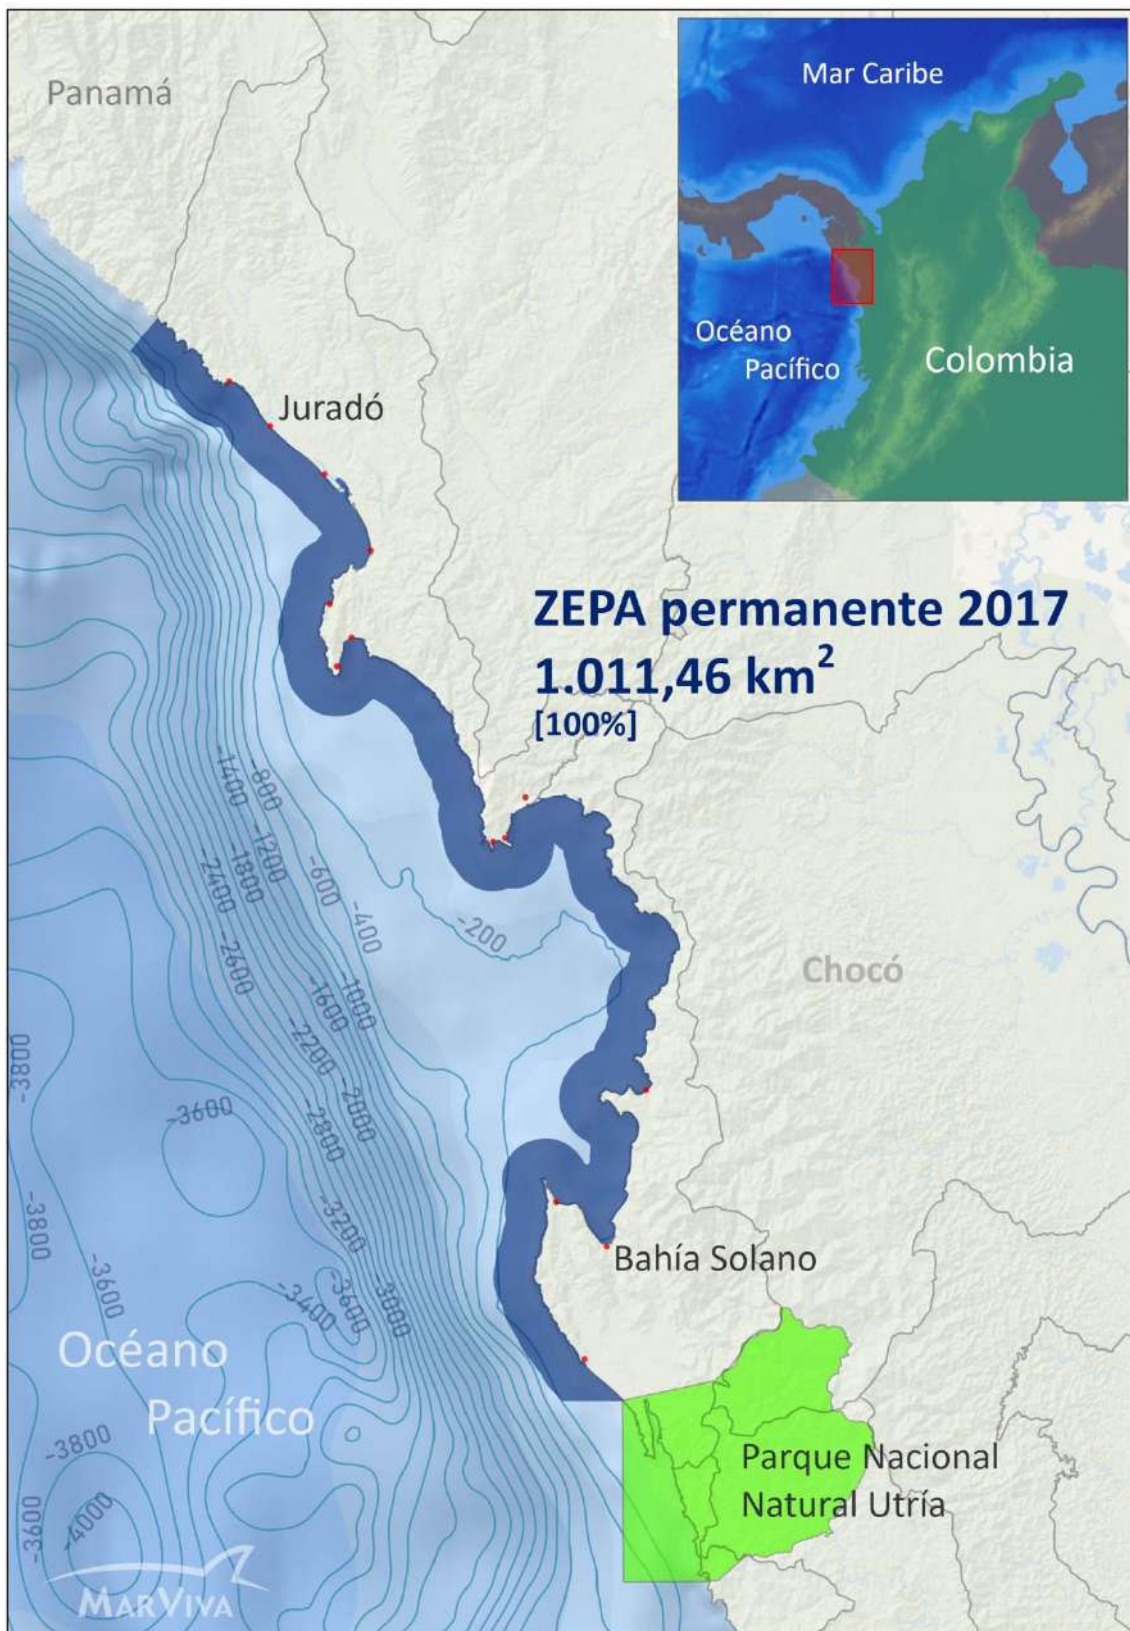 Panamá
Mar Caribe
Océano
Pacífico
Colombia
Juradó
ZEPA permanente 2017
1.011,46 km²
[100%]
-800
-1400
-1200
-1800
-2400
-600
-400
-200
-2600
-1000
-1600
-2200
-2000
-2800
Chocó
-3800
-3600
-3200
-3800
-3600
-3400
-3600
-3000
Bahía Solano
Océano
Pacífico
-3800
-4000
-3600
Parque Nacional
Natural Utría
MARVIVA